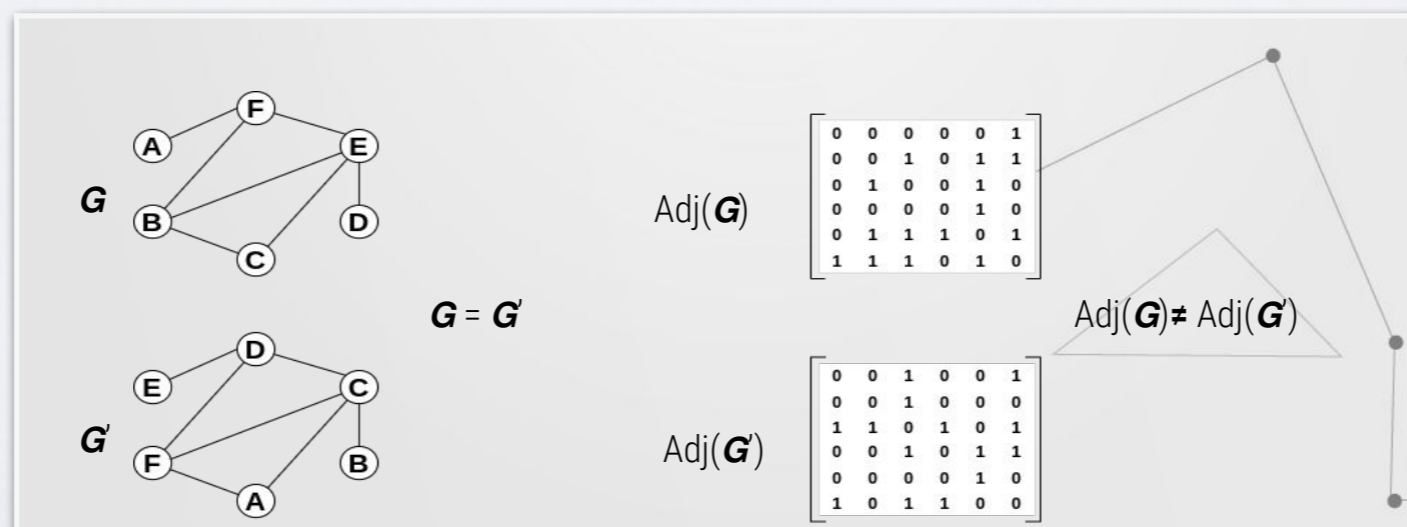 F
A
E
G
B
D
C
Adj(G)
0 0 0 0 0 1
0 0 1 0 1 1
0 1 0 0 1 0
0 0 0 0 1 0
0 1 1 1 0 1
1 1 1 0 1 0
G = G'
Adj(G)≠ Adj(G')
D
E
C
G'
F
B
A
Adj(G')
0 0 1 0 0 1
0 0 1 0 0 0
1 1 0 1 0 1
0 0 1 0 1 1
0 0 0 0 1 0
1 0 1 1 0 0